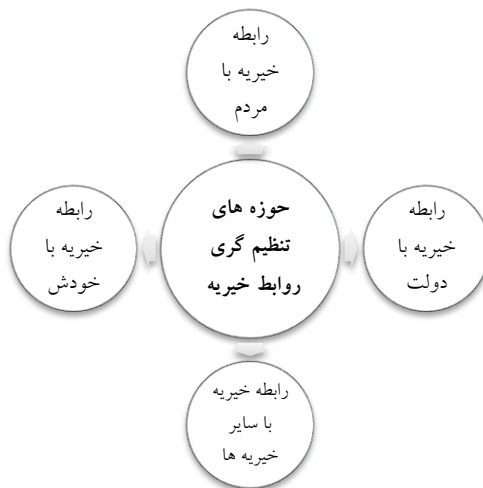 رابطه
خیریه با
مردم
حوزه های
تنظیم گری
روابط خیریه
رابطه
خیریه با
دولت
رابطه
خیریه با
خودش
رابطه خیریه
با سایر
خیریه ها